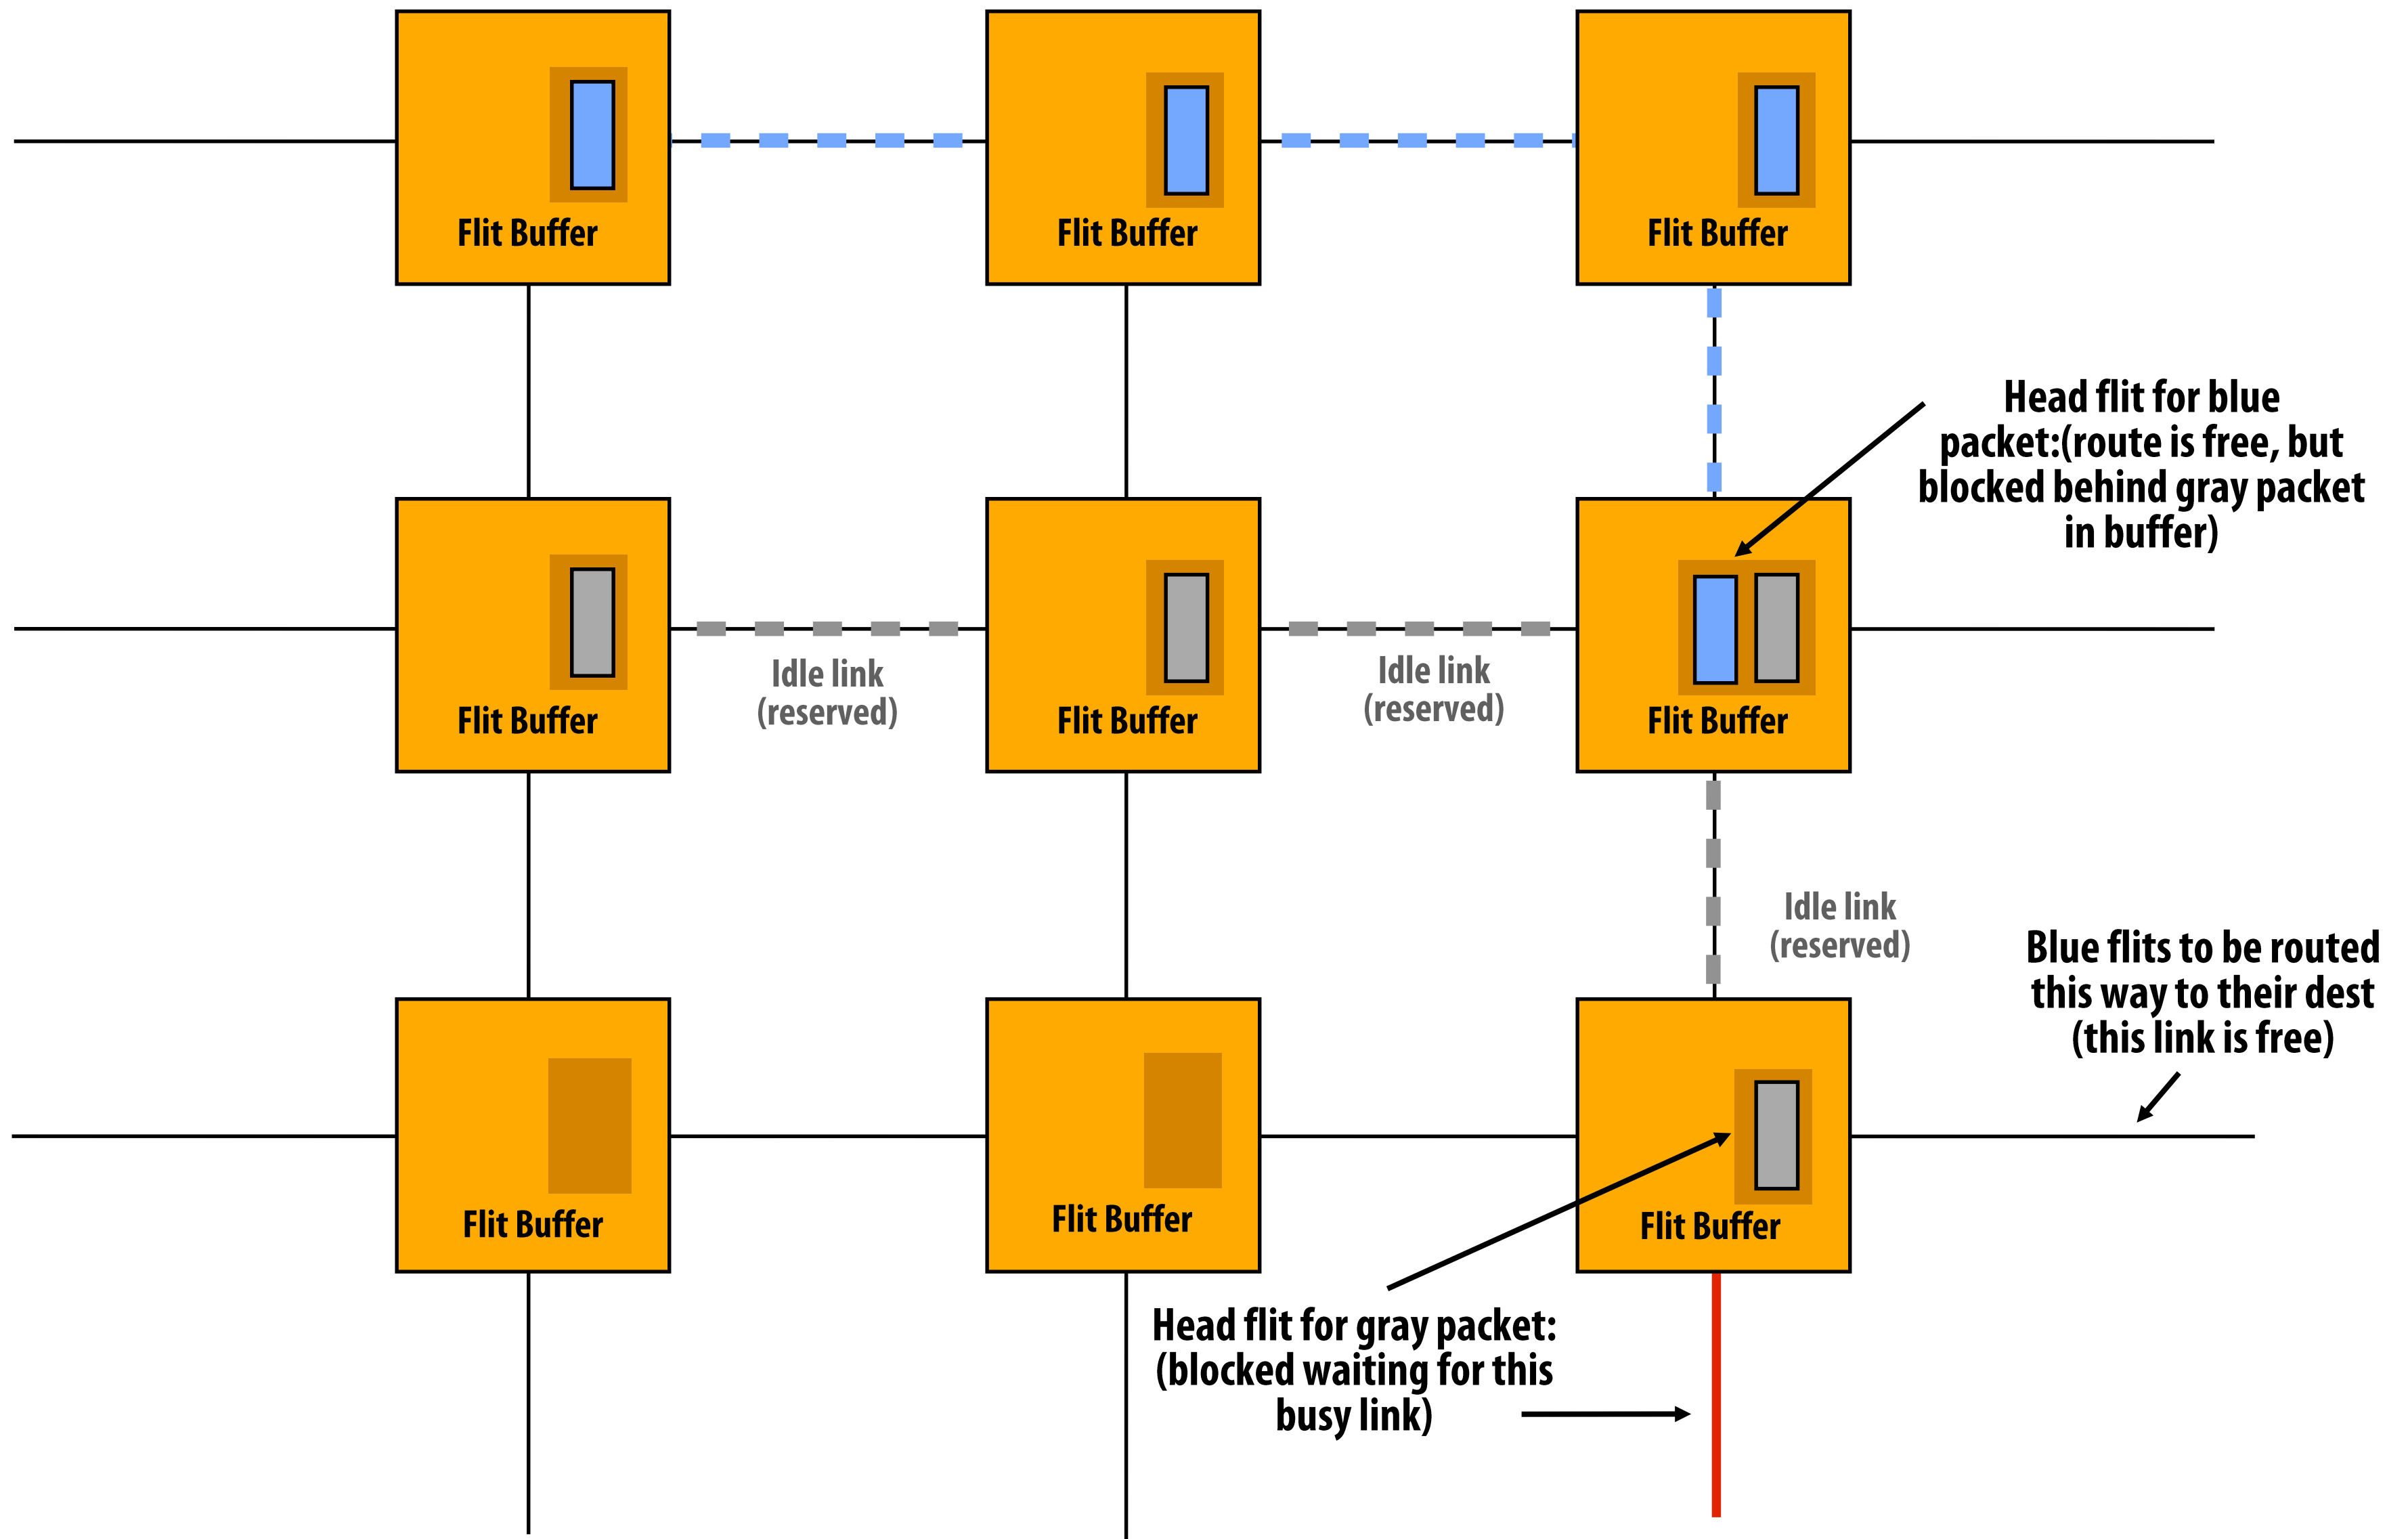 Flit Buffer
Flit Buffer
Flit Buffer
Head flit for blue
packet:(route is free, but
blocked behind gray packet
in buffer)
Flit Buffer
Idle link
(reserved)
Flit Buffer
Idle link
(reserved)
Flit Buffer
Idle link
(reserved)
Blue flits to be routed
this way to their dest
(this link is free)
Flit Buffer
Flit Buffer
Flit Buffer
Head flit for gray packet:
(blocked waiting for this
busy link)